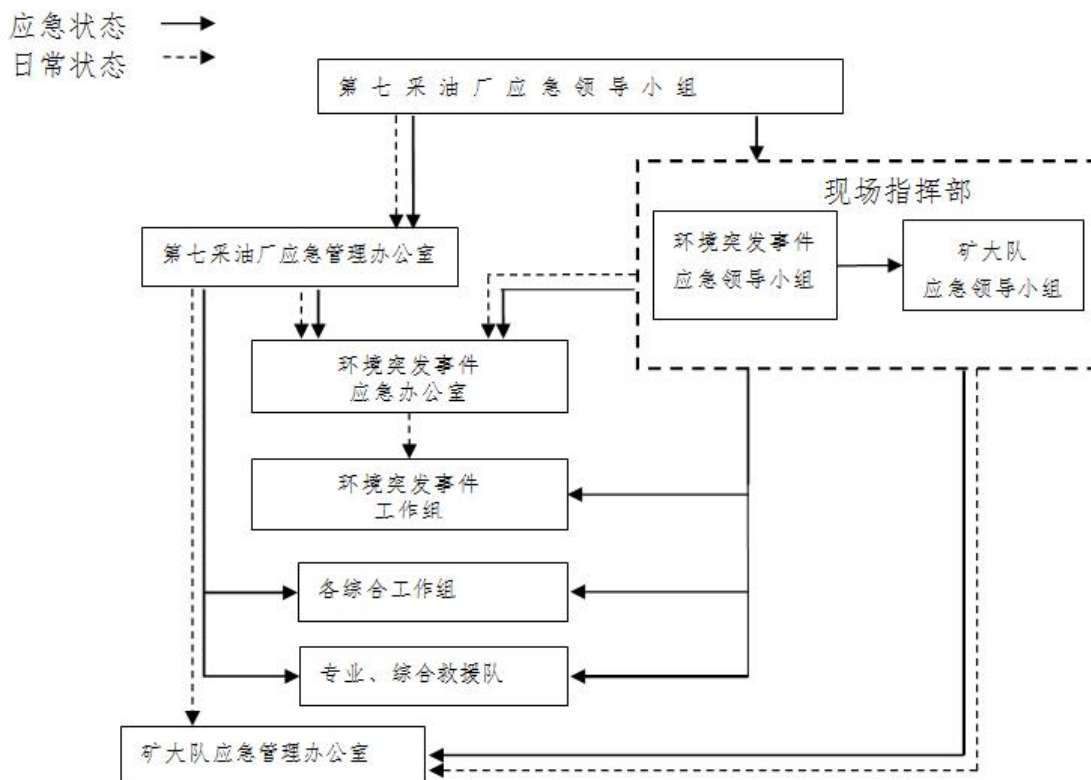 应急状态
日常状态
第七采油厂应急领导小组
现场指挥部
环境突发事件
应急领导小组
矿大队
应急领导小组
第七采油厂应急管理办公室
环境突发事件
应急办公室
环境突发事件
工作组
各综合工作组
专业、综合救援队
矿大队应急管理办公室